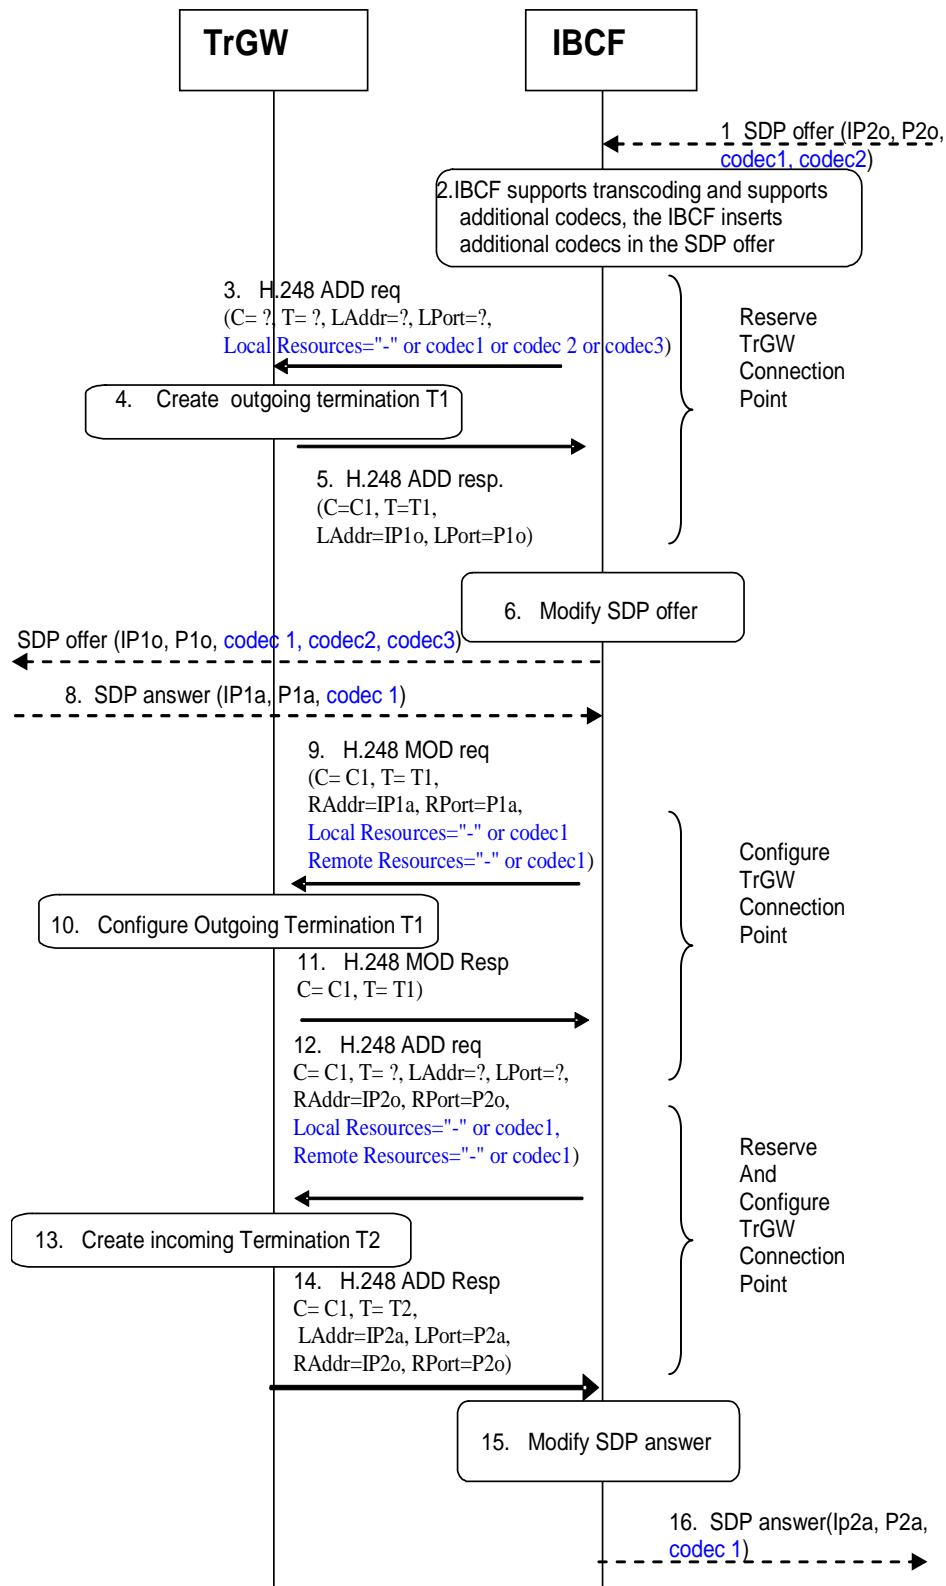 TrGW
IBCF
1 SDP offer (IP2o, P2o,
codec1, codec2)
2.IBCF supports transcoding and supports
additional codecs, the IBCF inserts
additional codecs in the SDP offer
3. H.248 ADD req
(C= ?, T= ?, LAddr=?, LPort=?,
Local Resources="-" or codec1 or codec 2 or codec3)
Reserve
TrGW
Connection
Point
4. Create outgoing termination T1
5. H.248 ADD resp.
(C=C1, T=T1,
LAddr=IP1o, LPort=P1o)
6. Modify SDP offer
SDP offer (IP1o, P1o, codec 1, codec2, codec3)
8. SDP answer (IP1a, P1a, codec 1)
9. H.248 MOD req
(C= C1, T= T1,
RAddr=IP1a, RPort=P1a,
Local Resources="-" or codec1
Remote Resources="-" or codec1)
Configure
TrGW
Connection
Point
10. Configure Outgoing Termination T1
11. H.248 MOD Resp
C= C1, T= T1)
12. H.248 ADD req
C= C1, T= ?, LAddr=?, LPort=?,
RAddr=IP2o, RPort=P2o,
Local Resources="-" or codec1,
Remote Resources="-" or codec1)
Reserve
And
Configure
TrGW
Connection
Point
13. Create incoming Termination T2
14. H.248 ADD Resp
C= C1, T= T2,
LAddr=IP2a, LPort=P2a,
RAddr=IP2o, RPort=P2o)
15. Modify SDP answer
16. SDP answer(Ip2a, P2a,
codec 1)